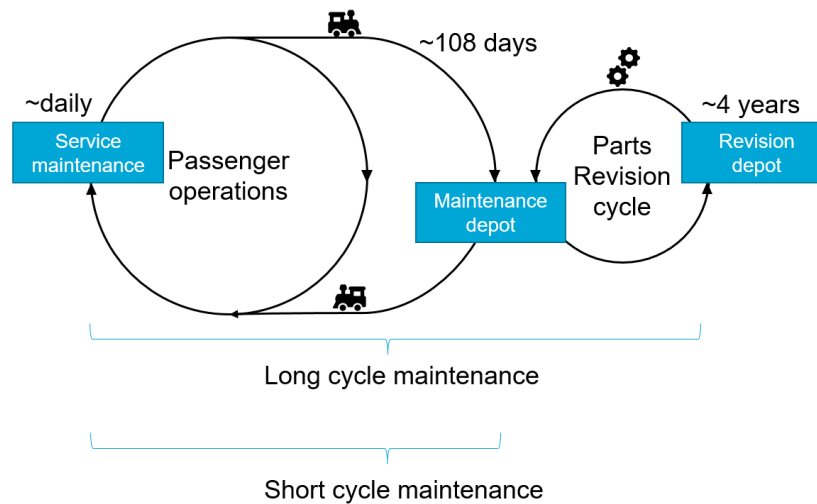 ~108 days
~daily
~4 years
Service
maintenance
Passenger
operations
Parts
Revision
cycle
Revision
depot
Maintenance
depot
Long cycle maintenance
Short cycle maintenance